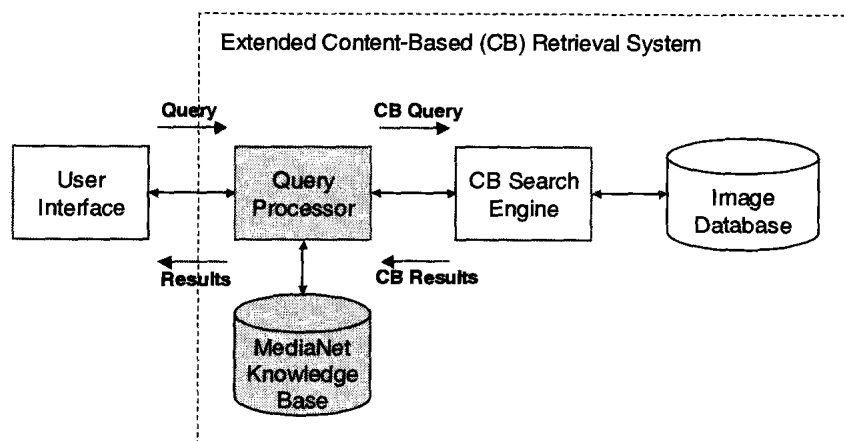 Extended Content-Based (CB) Retrieval System
Query
CB Query
User
Interface
Query
Processor
CB Search
Engine
Image
Database
Results
CB Results
MediaNet
Knowledge
Base